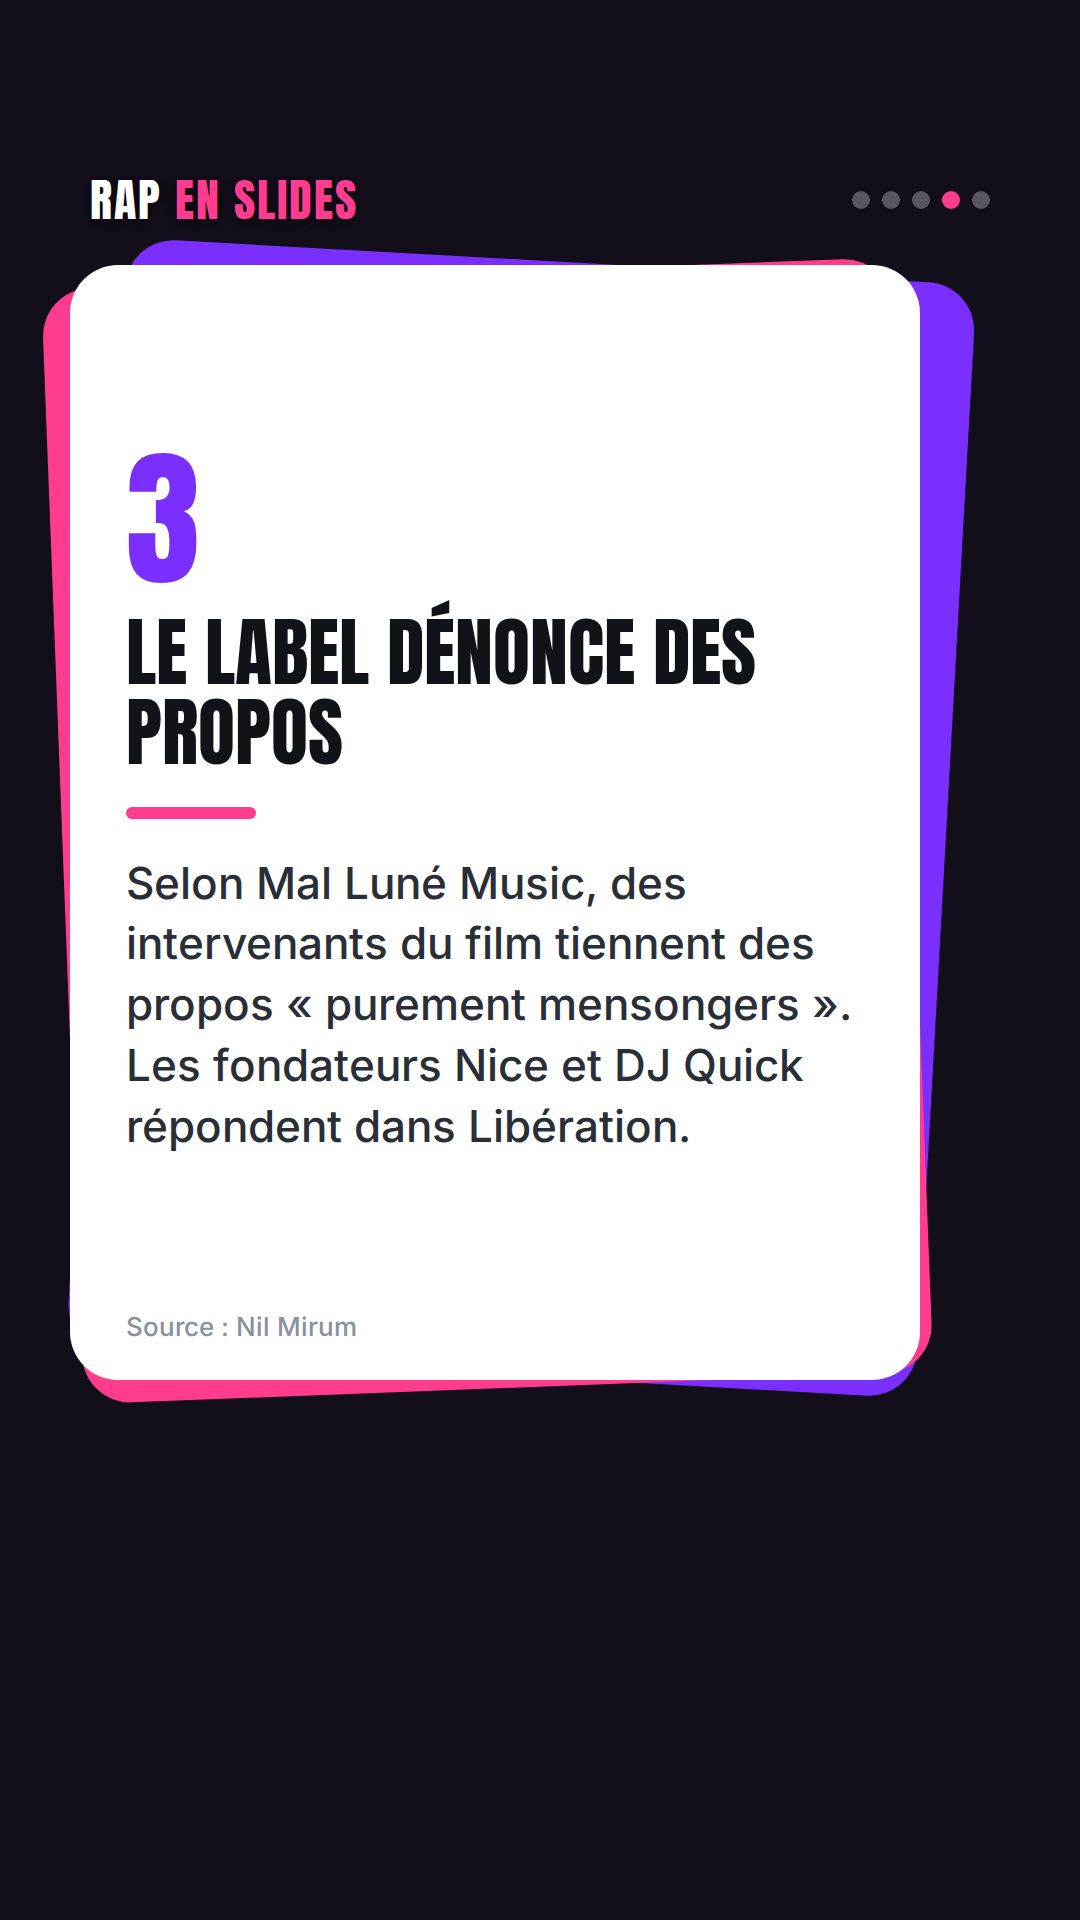 RAP EN SLIDES
3
LE LABEL DÉNONCE DES
PROPOS
Selon Mal Luné Music, des
intervenants du film tiennent des
propos « purement mensongers ».
Les fondateurs Nice et DJ Quick
répondent dans Libération.
Source : Nil Mirum